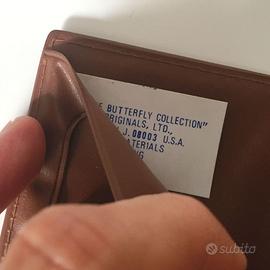 BUTTERFLY COLLECTION"
ORIGINALS, LTD.,
J. 08003 U.S.A.
MATERIALS
subito